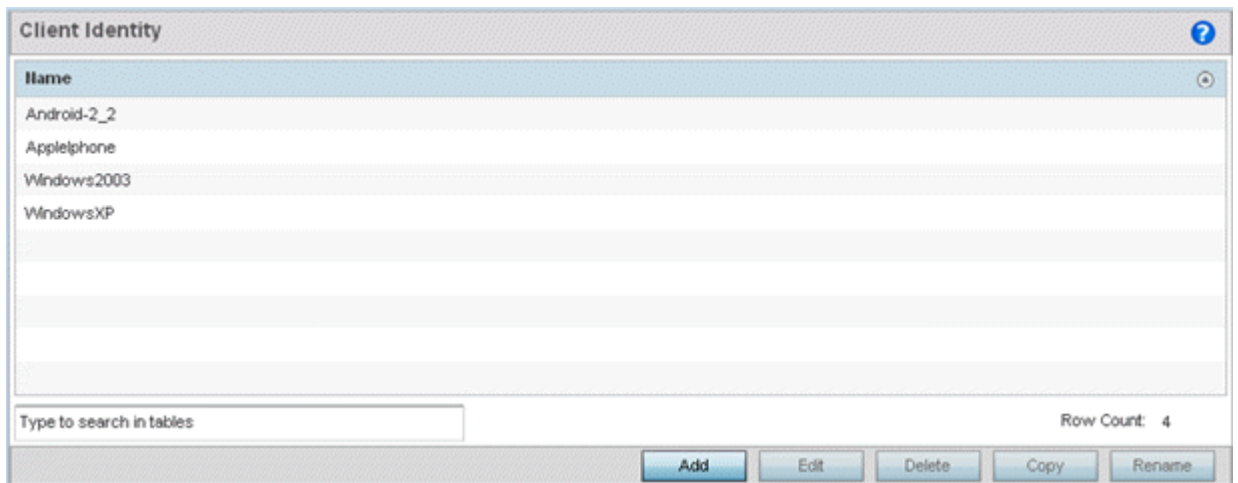 Client Identity
Name
Android-2_2
AppleIphone
Windows2003
WindowsXP
Type to search in tables
Row Count: 4
Add Edit Delete Copy Rename